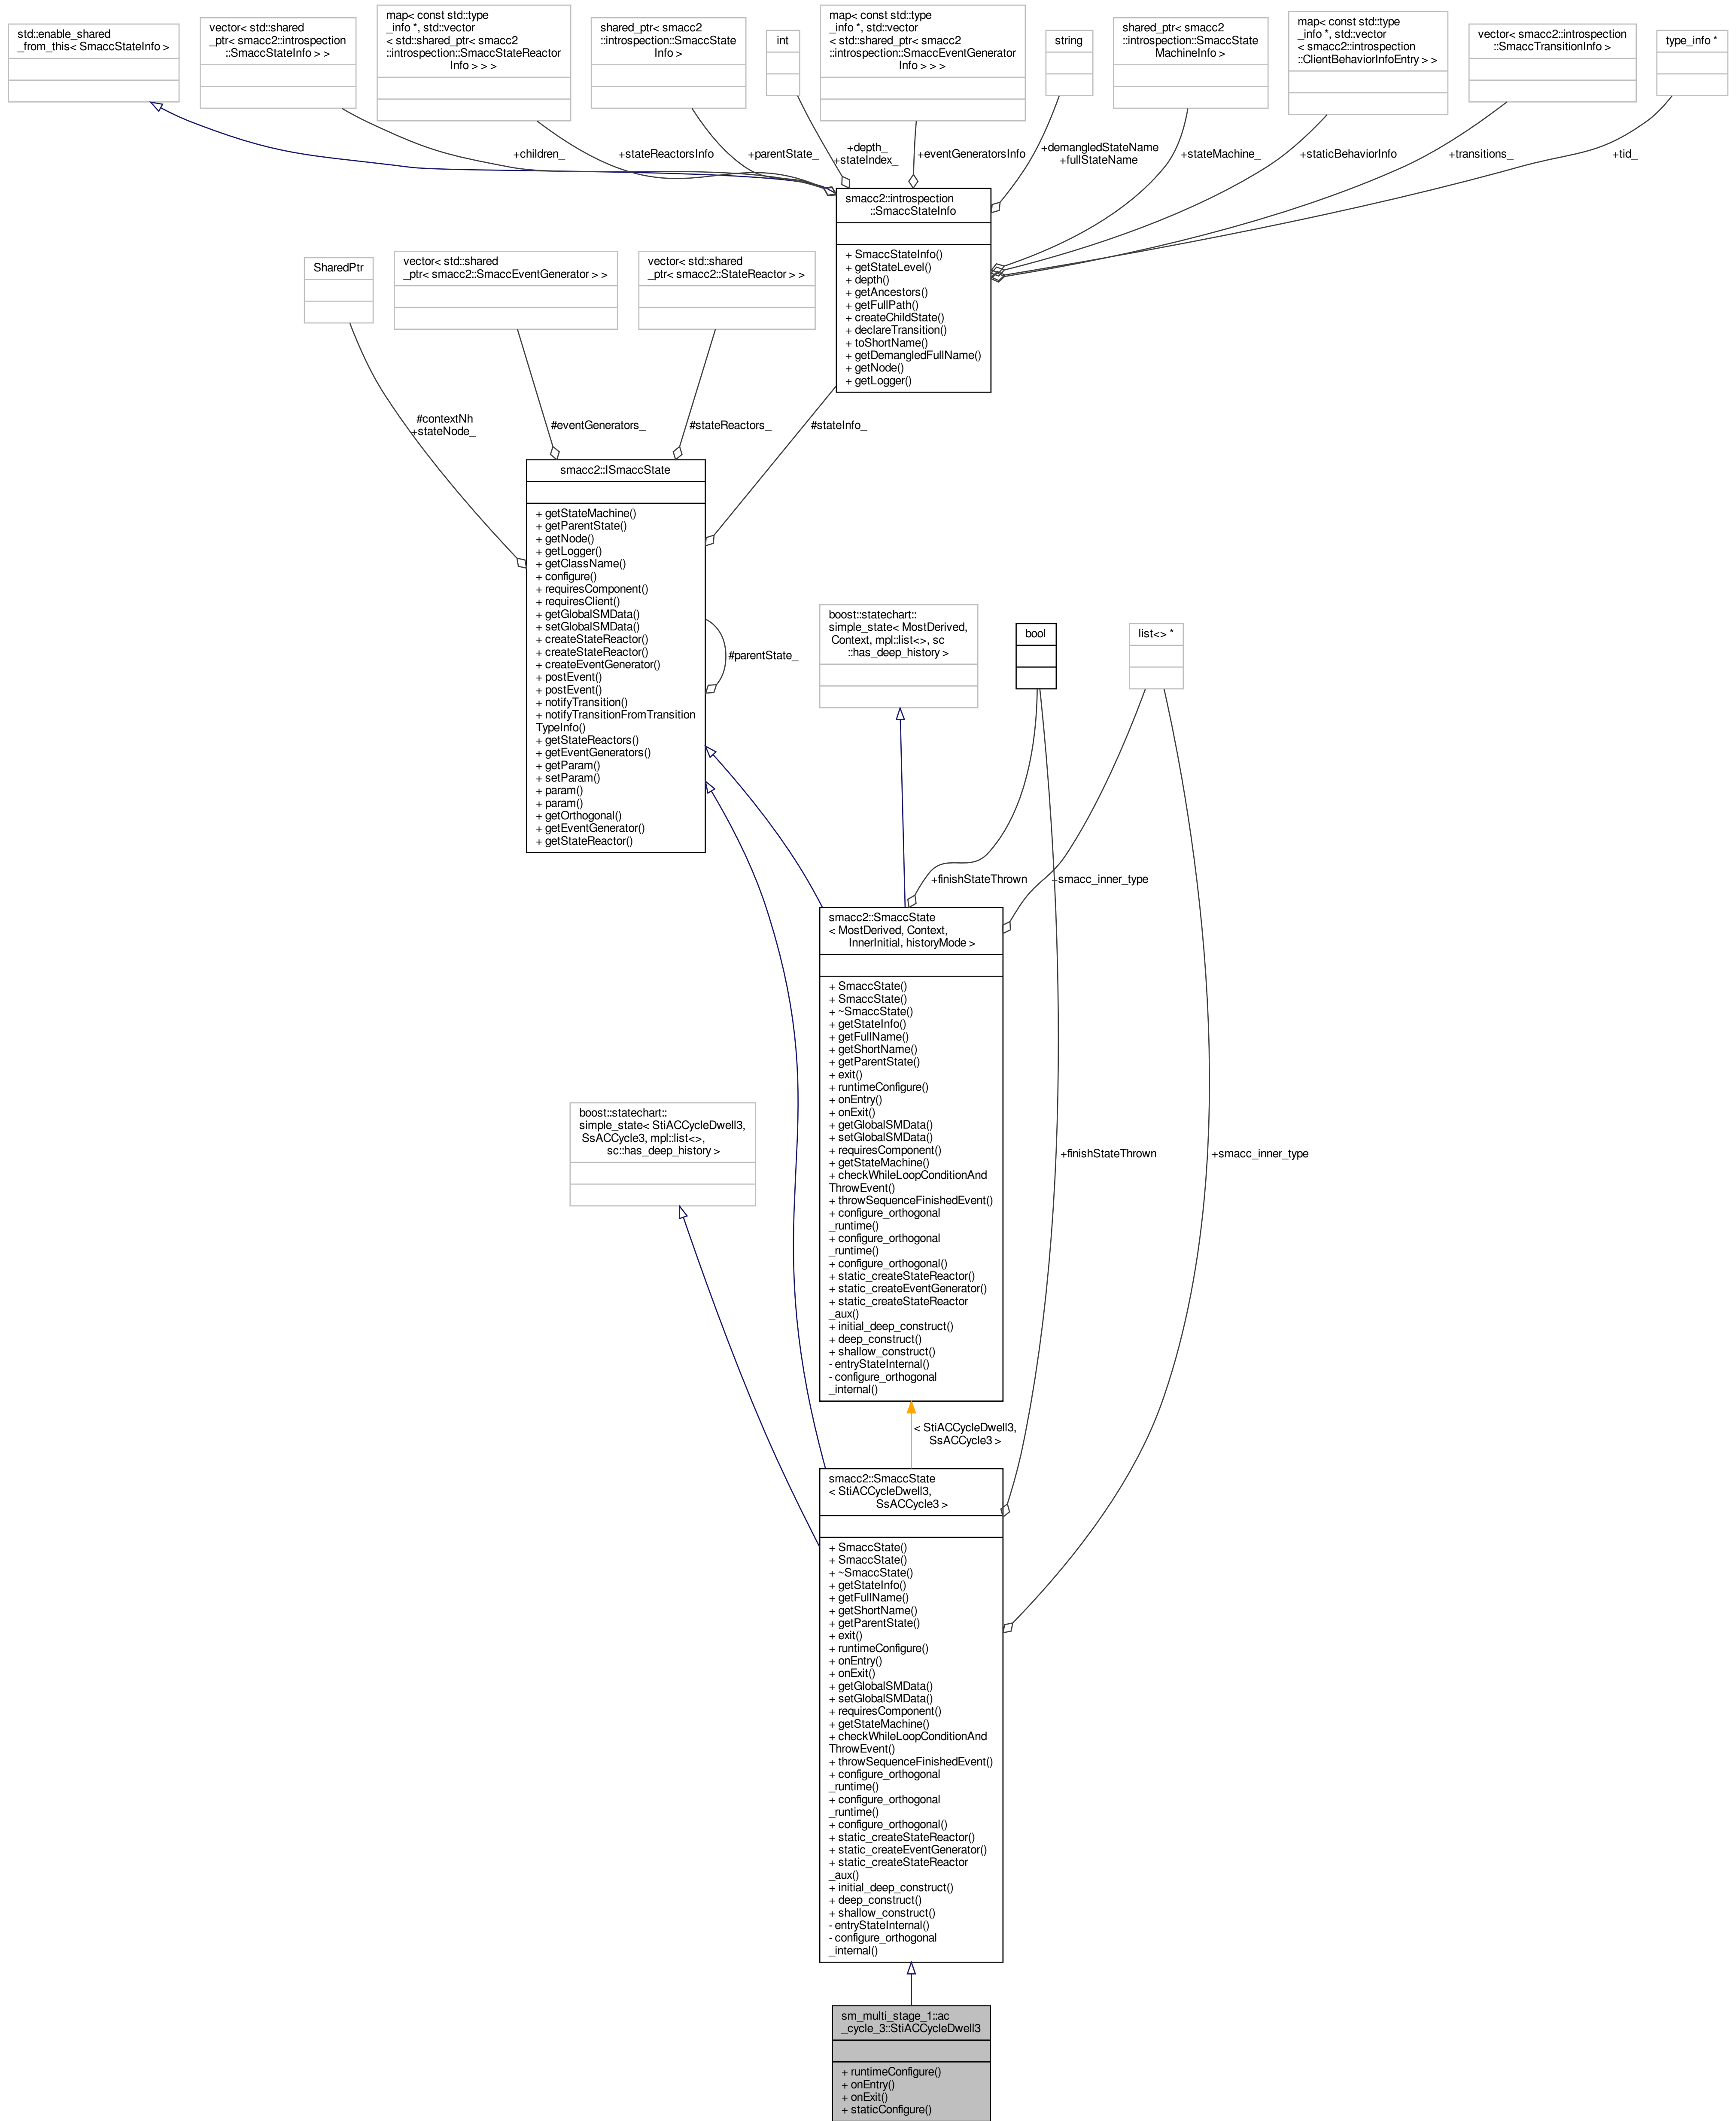 std::enable_shared
_from_this< SmaccStateInfo >
vector< std::shared
_ptr< smacc2::introspection
::SmaccStateInfo > >
map< const std::type
_info *, std::vector
< std::shared_ptr< smacc2
::introspection::SmaccStateReactor
Info > > >
shared_ptr< smacc2
::introspection::SmaccState
Info >
int
map< const std::type
_info *, std::vector
< std::shared_ptr< smacc2
::introspection::SmaccEventGenerator
Info > > >
string
shared_ptr< smacc2
::introspection::SmaccState
MachineInfo >
map< const std::type
_info *, std::vector
< smacc2::introspection
::ClientBehaviorInfoEntry > >
vector< smacc2::introspection
::SmaccTransitionInfo >
type_info *
+children_
+stateReactorsInfo
+parentState_
+depth_
+stateIndex_
+eventGeneratorsInfo
+demangledStateName
+fullStateName
+stateMachine_
+staticBehaviorInfo
+transitions_
+tid_
smacc2::introspection
::SmaccStateInfo
+ SmaccStateInfo()
+ getStateLevel()
+ depth()
+ getAncestors()
+ getFullPath()
+ createChildState()
+ declareTransition()
+ toShortName()
+ getDemangledFullName()
+ getNode()
+ getLogger()
SharedPtr
vector< std::shared
_ptr< smacc2::SmaccEventGenerator > >
vector< std::shared
_ptr< smacc2::StateReactor > >
#contextNh
+stateNode_
#eventGenerators_
#stateReactors_
#stateInfo_
smacc2::ISmaccState
+ getStateMachine()
+ getParentState()
+ getNode()
+ getLogger()
+ getClassName()
+ configure()
+ requiresComponent()
+ requiresClient()
+ getGlobalSMData()
+ setGlobalSMData()
+ createStateReactor()
+ createStateReactor()
+ createEventGenerator()
+ postEvent()
+ postEvent()
+ notifyTransition()
+ notifyTransitionFromTransition
TypeInfo()
+ getStateReactors()
+ getEventGenerators()
+ getParam()
+ setParam()
+ param()
+ param()
+ getOrthogonal()
+ getEventGenerator()
+ getStateReactor()
#parentState_
boost::statechart::
simple_state< MostDerived,
Context, mpl::list<>, sc
::has_deep_history >
bool
list<> *
+finishStateThrown
+smacc_inner_type
smacc2::SmaccState
< MostDerived, Context,
InnerInitial, historyMode >
+ SmaccState()
+ SmaccState()
+ ~SmaccState()
+ getStateInfo()
+ getFullName()
+ getShortName()
+ getParentState()
+ exit()
+ runtimeConfigure()
+ onEntry()
+ onExit()
+ getGlobalSMData()
+ setGlobalSMData()
+ requiresComponent()
+ getStateMachine()
+ checkWhileLoopConditionAnd
ThrowEvent()
+ throwSequenceFinishedEvent()
+ configure_orthogonal
_runtime()
+ configure_orthogonal
_runtime()
+ configure_orthogonal()
+ static_createStateReactor()
+ static_createEventGenerator()
+ static_createStateReactor
_aux()
+ initial_deep_construct()
+ deep_construct()
+ shallow_construct()
- entryStateInternal()
- configure_orthogonal
_internal()
boost::statechart::
simple_state< StiACCycleDwell3,
SsACCycle3, mpl::list<>,
sc::has_deep_history >
+finishStateThrown
+smacc_inner_type
< StiACCycleDwell3,
SsACCycle3 >
smacc2::SmaccState
< StiACCycleDwell3,
SsACCycle3 >
+ SmaccState()
+ SmaccState()
+ ~SmaccState()
+ getStateInfo()
+ getFullName()
+ getShortName()
+ getParentState()
+ exit()
+ runtimeConfigure()
+ onEntry()
+ onExit()
+ getGlobalSMData()
+ setGlobalSMData()
+ requiresComponent()
+ getStateMachine()
+ checkWhileLoopConditionAnd
ThrowEvent()
+ throwSequenceFinishedEvent()
+ configure_orthogonal
_runtime()
+ configure_orthogonal
_runtime()
+ configure_orthogonal()
+ static_createStateReactor()
+ static_createEventGenerator()
+ static_createStateReactor
_aux()
+ initial_deep_construct()
+ deep_construct()
+ shallow_construct()
- entryStateInternal()
- configure_orthogonal
_internal()
sm_multi_stage_1::ac
_cycle_3::StiACCycleDwell3
+ runtimeConfigure()
+ onEntry()
+ onExit()
+ staticConfigure()